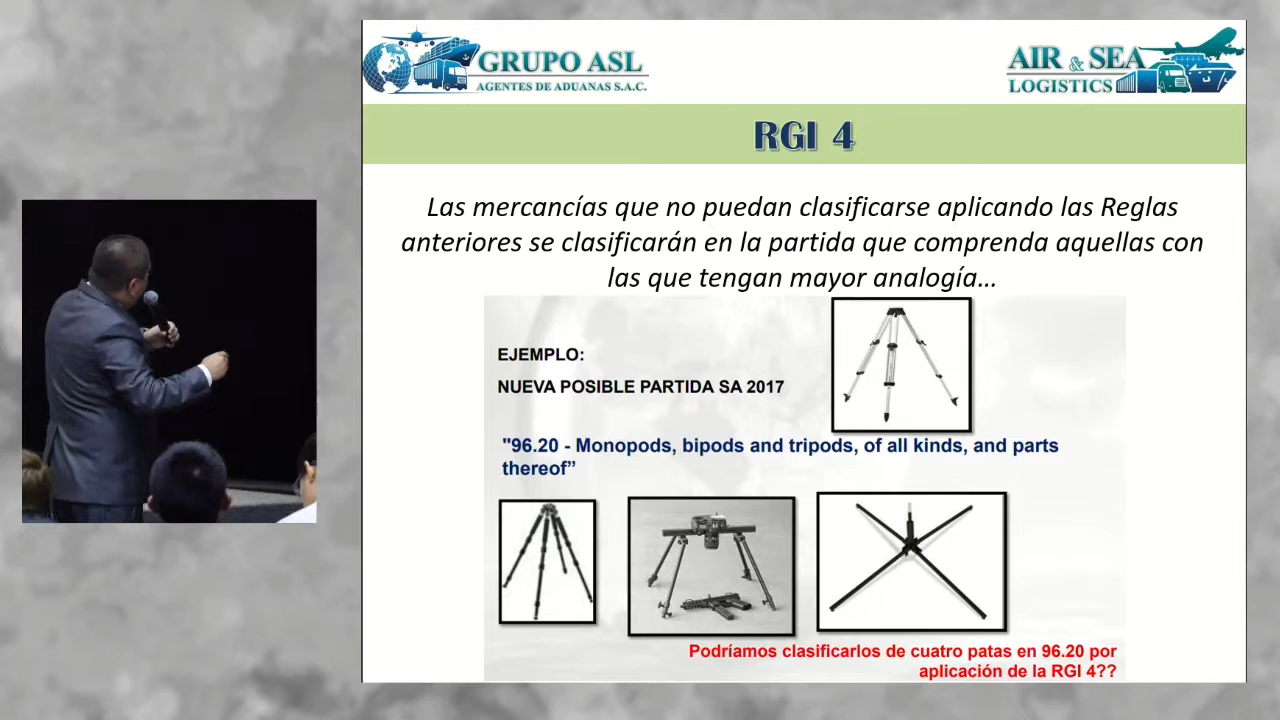 GRUPO ASL
AGENTES DE ADUANAS S.A.C.
AIR & SEA
LOGISTICS
RGI 4
Las mercancías que no puedan clasificarse aplicando las Reglas
anteriores se clasificarán en la partida que comprenda aquellas con
las que tengan mayor analogía...
EJEMPLO:
NUEVA POSIBLE PARTIDA SA 2017
"96.20 - Monopods, bipods and tripods, of all kinds, and parts
thereof”
Podríamos clasificarlos de cuatro patas en 96.20 por
aplicación de la RGI 4??